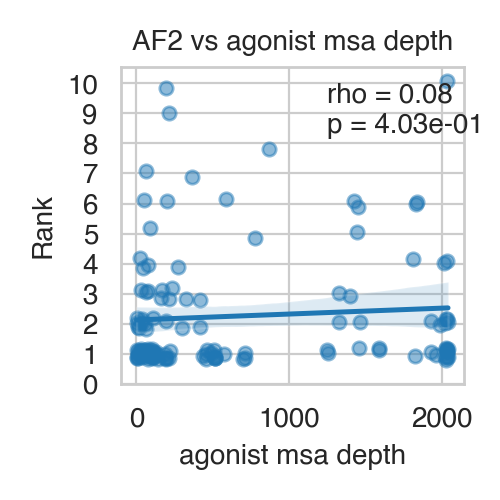 AF2 vs agonist msa depth
rho = 0.08
p = 4.03e-01
Rank
10
9
8
7
6
5
4
3
2
1
0
0
1000
2000
agonist msa depth